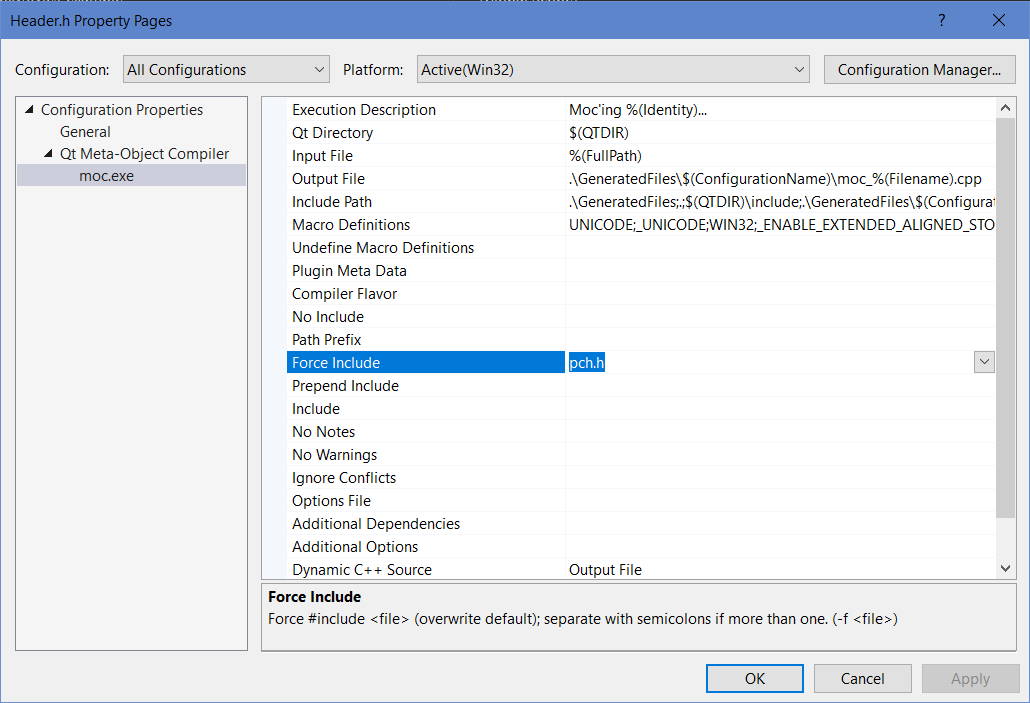 Header.h Property Pages ?
Configuration: All Configurations Platform: Active(Win32) Configuration Manager...
Configuration Properties
General
Qt Meta-Object Compiler
moc.exe
Execution Description Moc'ing %(Identity)...
Qt Directory $(QTDIR)
Input File %(FullPath)
Output File .\GeneratedFiles\$(ConfigurationName)\moc_%(Filename).cpp
Include Path .\GeneratedFiles;.;$(QTDIR)\include;.\GeneratedFiles\$(Configurat
Macro Definitions UNICODE;_UNICODE;WIN32;_ENABLE_EXTENDED_ALIGNED_STO
Undefine Macro Definitions
Plugin Meta Data
Compiler Flavor
No Include
Path Prefix
Force Include pch.h
Prepend Include
Include
No Notes
No Warnings
Ignore Conflicts
Options File
Additional Dependencies
Additional Options
Dynamic C++ Source Output File
Force Include
Force #include <file> (overwrite default); separate with semicolons if more than one. (-f <file>)
OK Cancel Apply